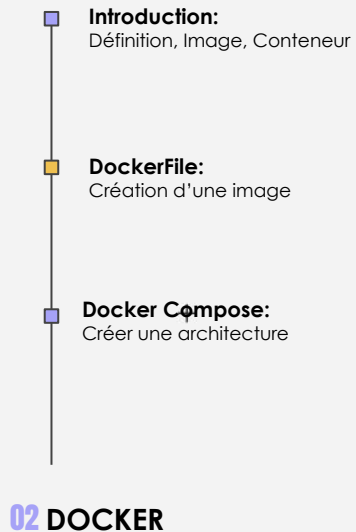 Introduction:
Définition, Image, Conteneur
DockerFile:
Création d'une image
Docker Compose:
Créer une architecture
02 DOCKER